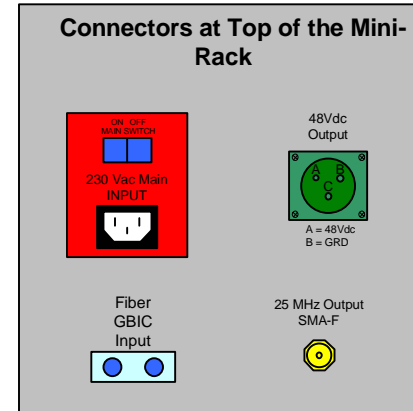 Connectors at Top of the Mini-
Rack
ON OFF
MAIN SWITCH
230 Vac Main
INPUT
48Vdc
Output
A B
C
A = 48Vdc
B = GRD
Fiber
GBIC
Input
25 MHz Output
SMA-F